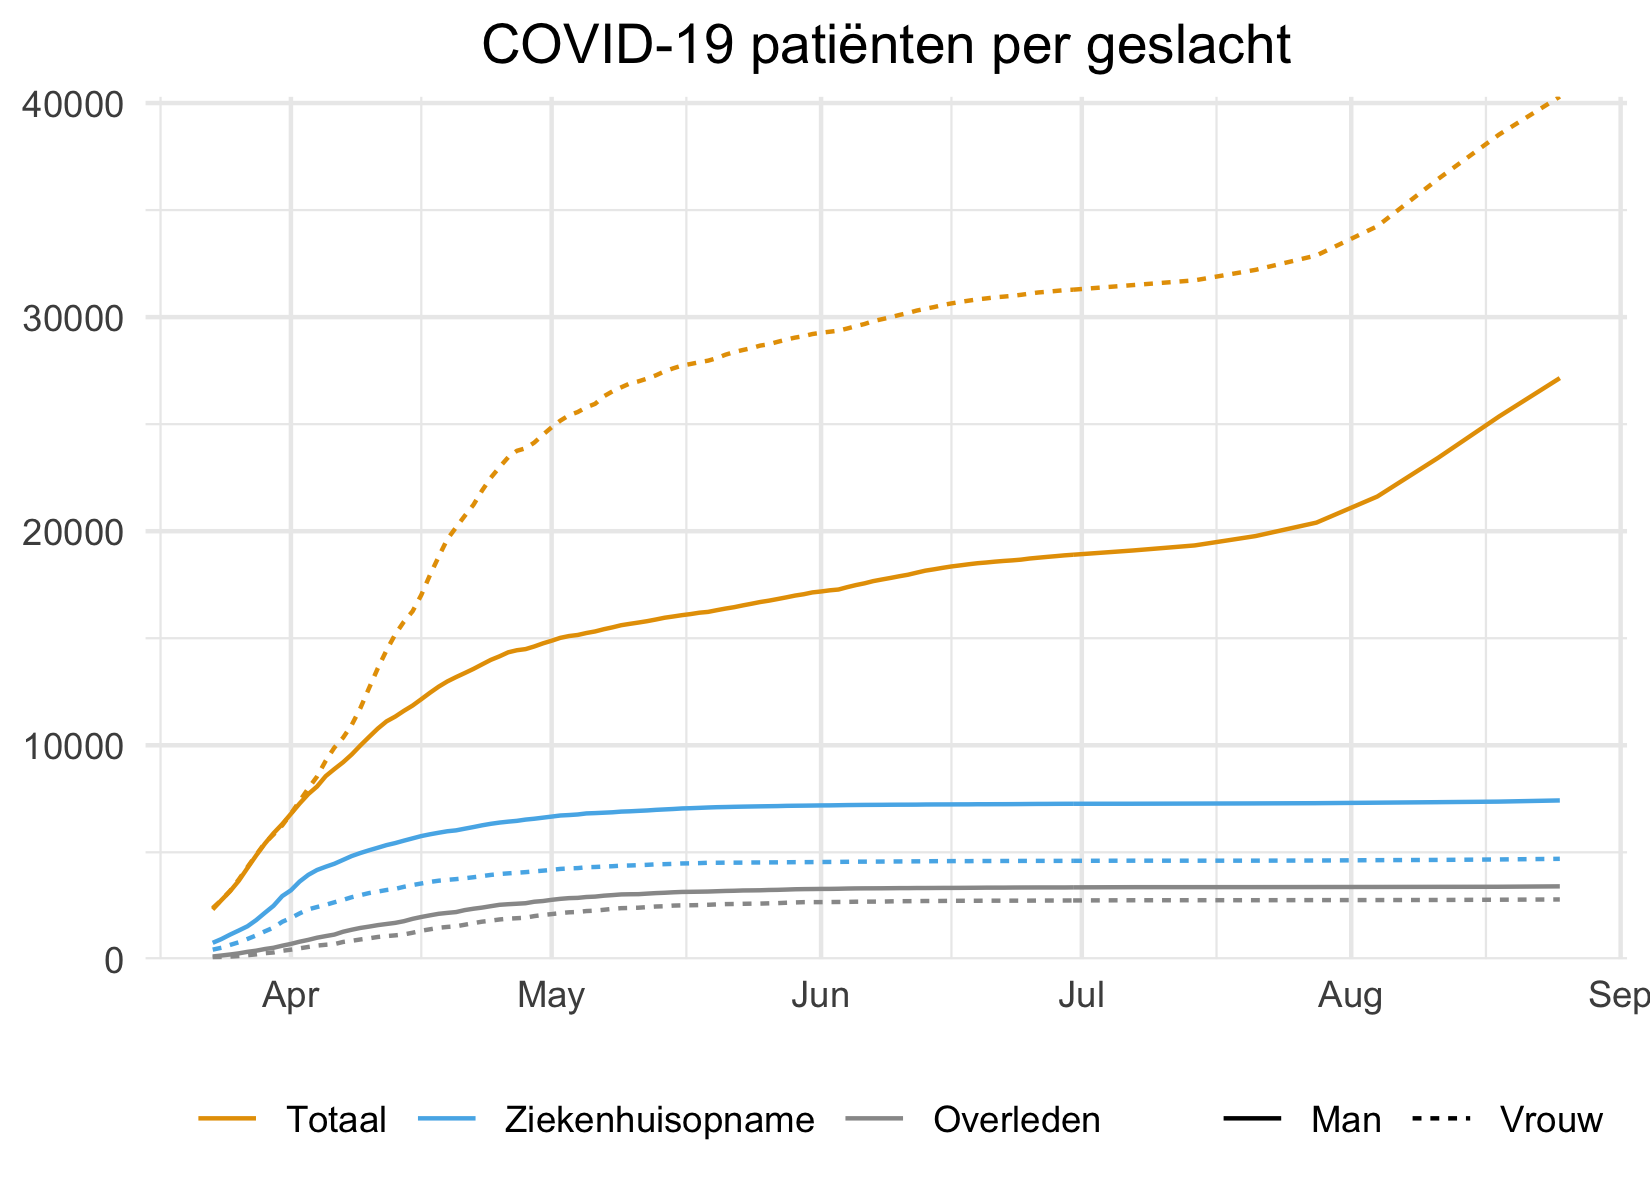 COVID-19 patiënten per geslacht
40000
30000
20000
10000
0
Apr May Jun Jul Aug Sep
Totaal Ziekenhuisopname Overleden Man Vrouw